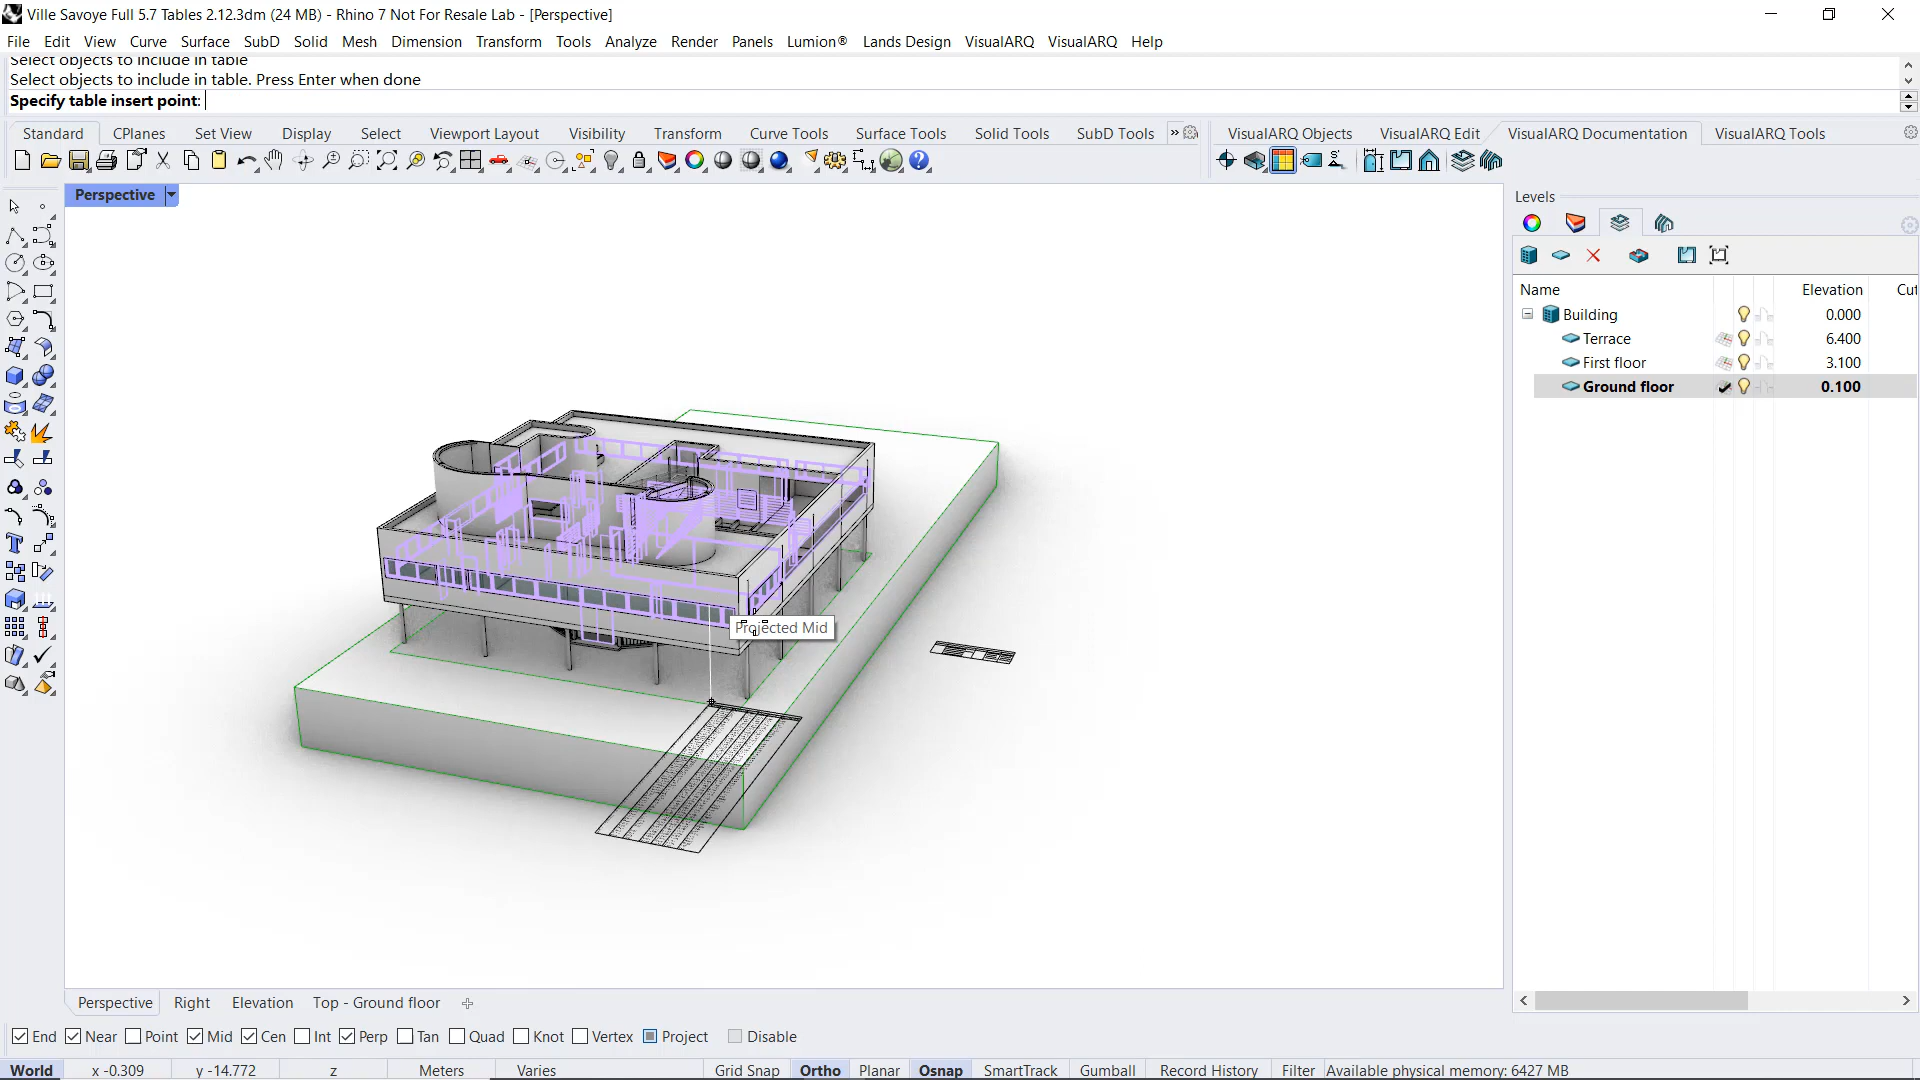 Ville Savoye Full 5.7 Tables 2.12.3dm (24 MB) - Rhino 7 Not For Resale Lab - [Perspective]
File Edit View Curve Surface SubD Solid Mesh Dimension Transform Tools Analyze Render Panels Lumion® Lands Design VisualARQ VisualARQ Help
Select objects to include in table
Select objects to include in table. Press Enter when done
Specify table insert point:
Standard CPlanes Set View Display Select Viewport Layout Visibility Transform Curve Tools Surface Tools Solid Tools SubD Tools »
VisualARQ Objects VisualARQ Edit VisualARQ Documentation VisualARQ Tools
Perspective
Levels
Name Elevation Cut
Building 0.000
Terrace 6.400
First floor 3.100
Ground floor 0.100
Projected Mid
Perspective Right Elevation Top - Ground floor
End Near Point Mid Cen Int Perp Tan Quad Knot Vertex Project Disable
World x -0.309 y -14.772 z Meters Varies Grid Snap Ortho Planar Osnap SmartTrack Gumball Record History Filter Available physical memory: 6427 MB